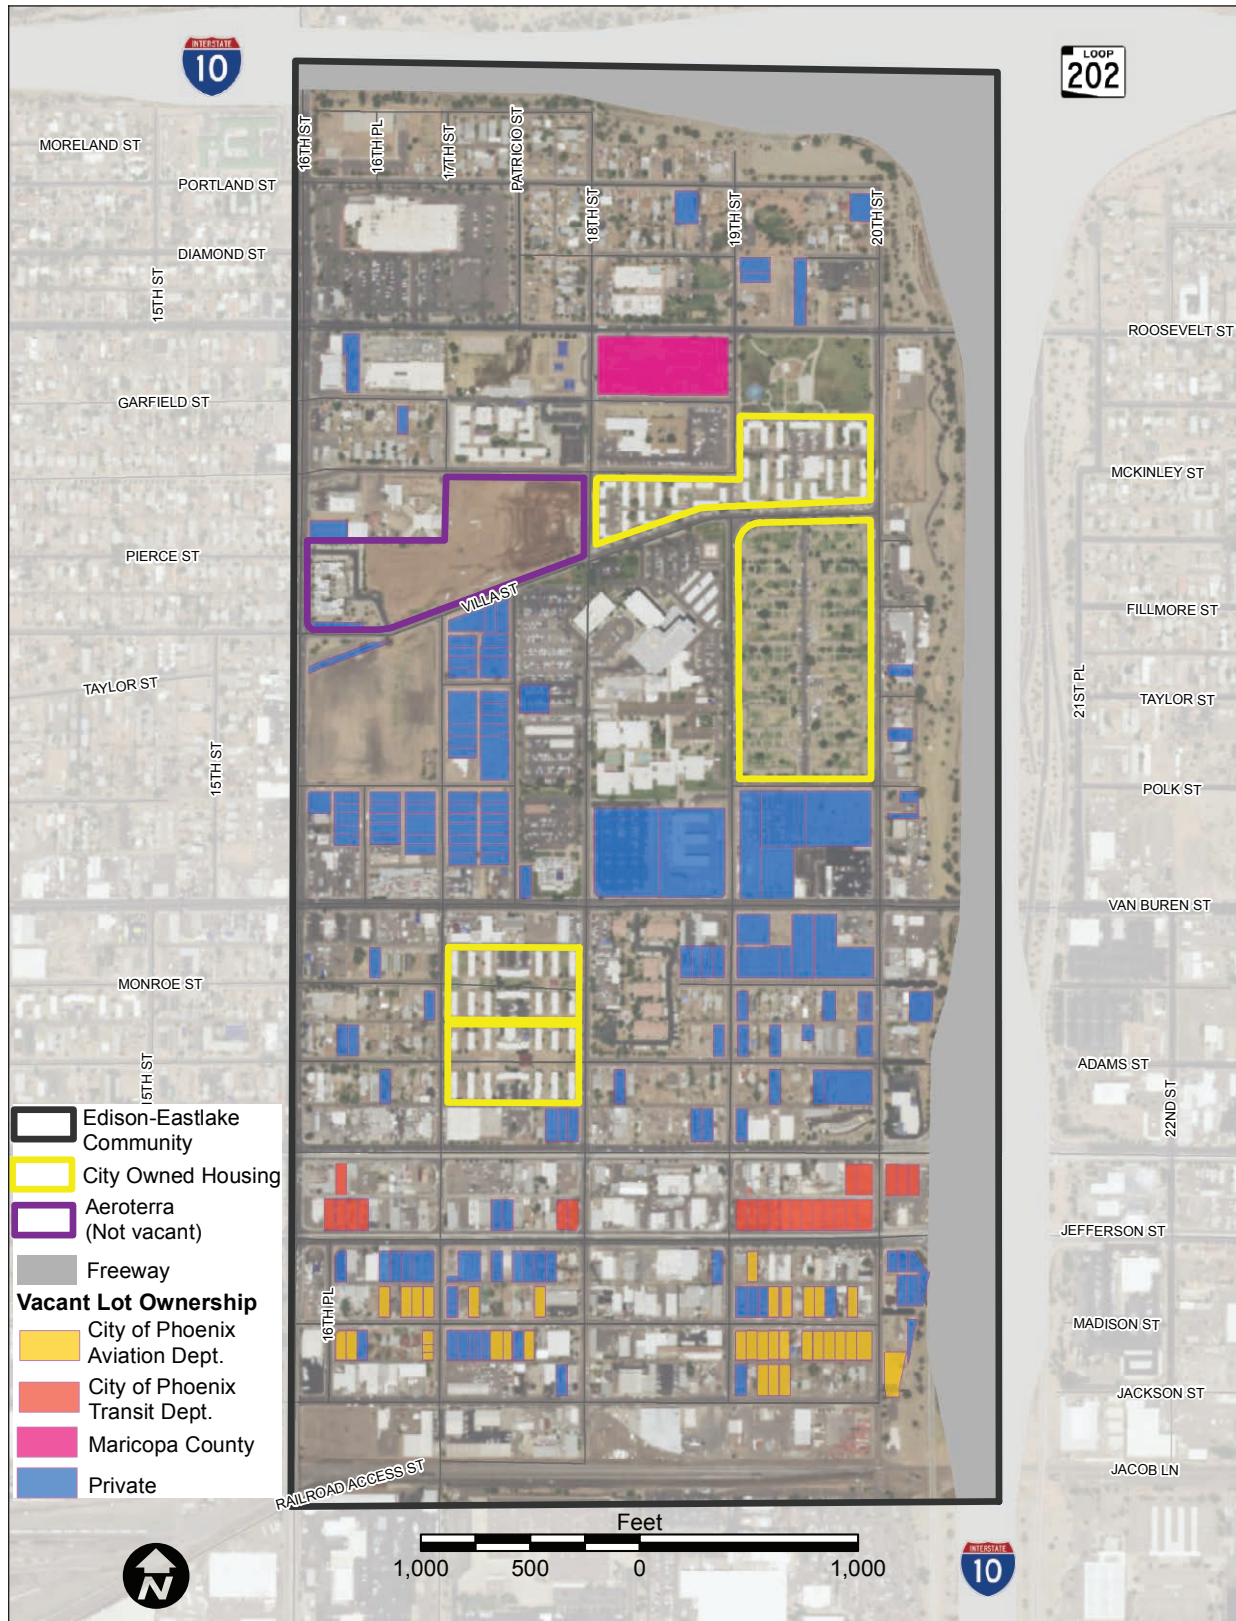 INTERSTATE
10
LOOP
202
MORELAND ST
PORTLAND ST
DIAMOND ST
15TH ST
GARFIELD ST
PIERCE ST
TAYLOR ST
15TH ST
MONROE ST
15TH ST
16TH ST
16TH PL
17TH ST
PATRICIO ST
18TH ST
19TH ST
20TH ST
VILLA ST
16TH PL
RAILROAD ACCESS ST
ROOSEVELT ST
MCKINLEY ST
FILLMORE ST
21ST PL
TAYLOR ST
POLK ST
VAN BUREN ST
ADAMS ST
22ND ST
JEFFERSON ST
MADISON ST
JACKSON ST
JACOB LN
Edison-Eastlake
Community
City Owned Housing
Aeroterra
(Not vacant)
Freeway
Vacant Lot Ownership
City of Phoenix
Aviation Dept.
City of Phoenix
Transit Dept.
Maricopa County
Private
N
Feet
1,000 500 0 1,000
INTERSTATE
10